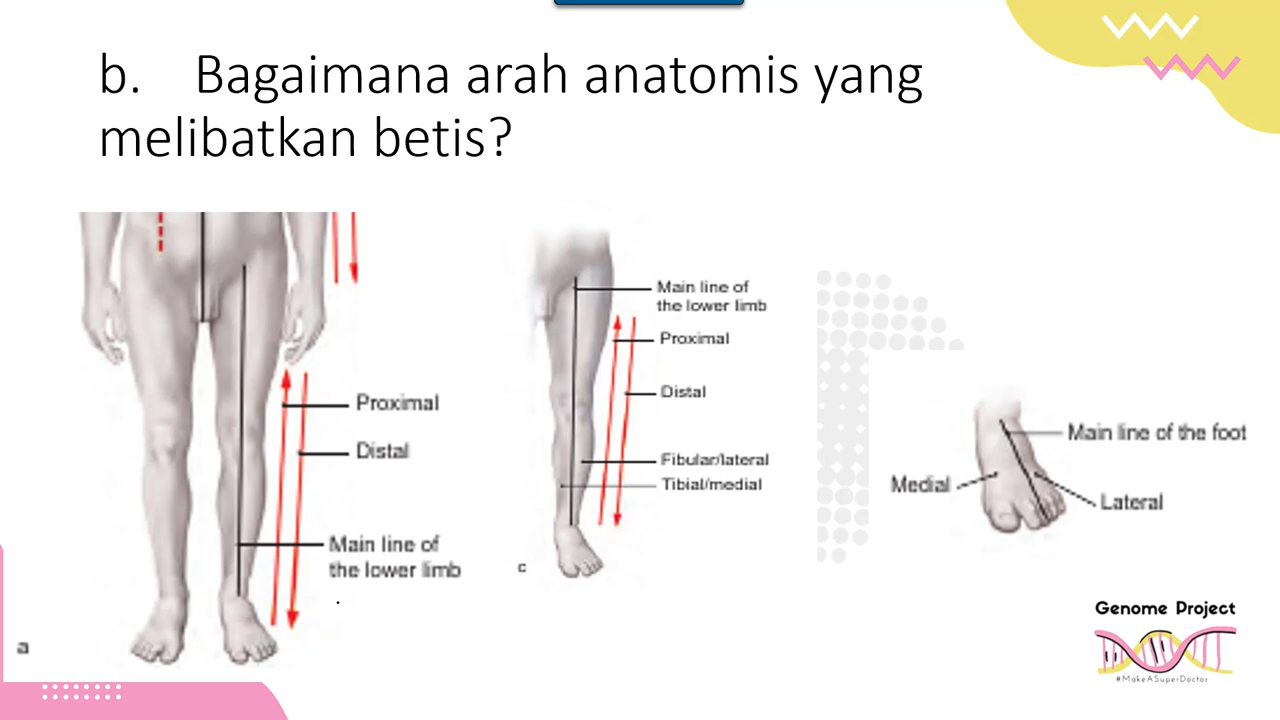 b. Bagaimana arah anatomis yang
melibatkan betis?
Proximal
Distal
Main line of
the lower limb
a
Main line of
the lower limb
Proximal
Distal
Fibular/lateral
Tibial/medial
c
Main line of the foot
Medial
Lateral
Genome Project
#MakeASuperDoctor